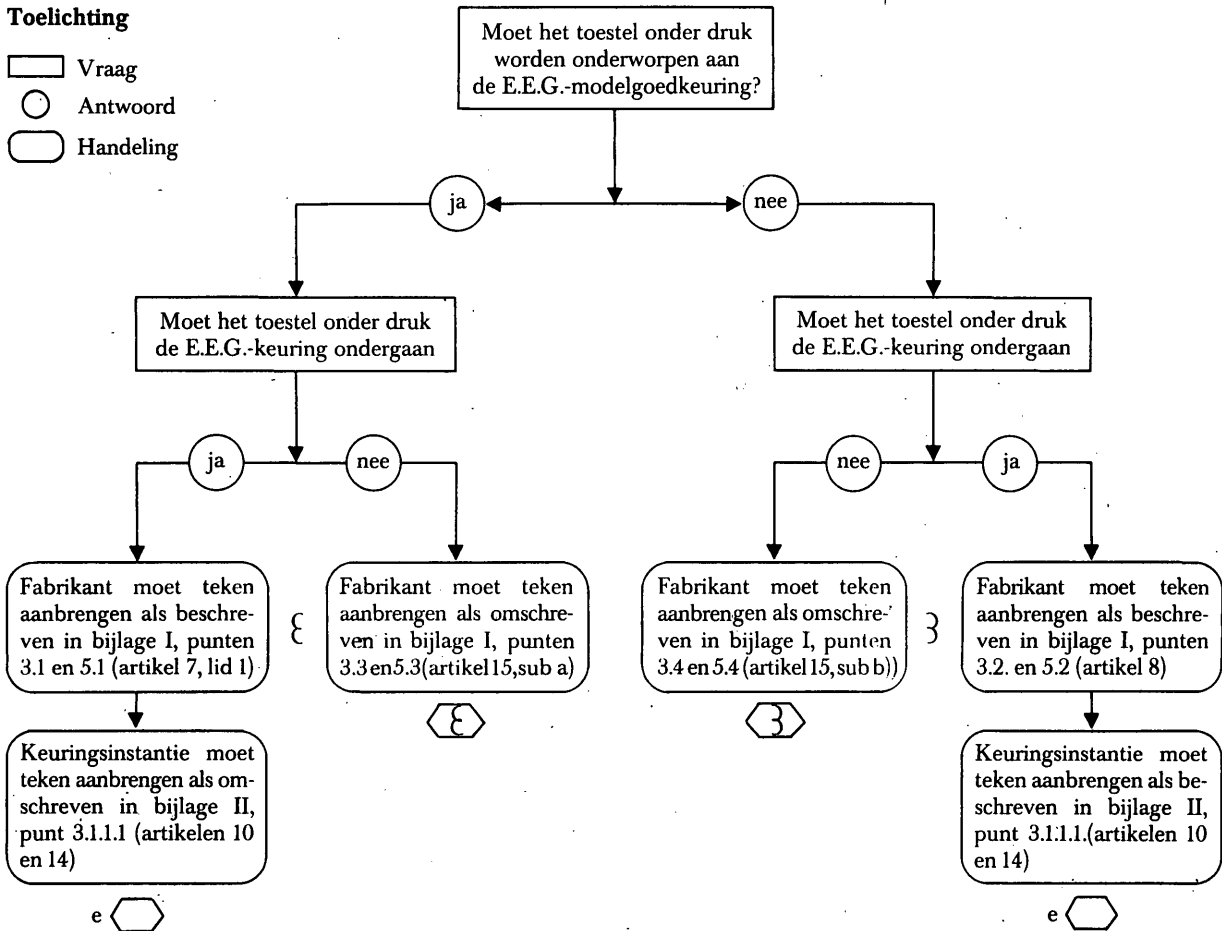 Toelichting
Vraag
Antwoord
Handeling
Moet het toestel onder druk
worden onderworpen aan
de E.E.G.-modelgoedkeuring?
ja
nee
Moet het toestel onder druk
de E.E.G.-keuring ondergaan
Moet het toestel onder druk
de E.E.G.-keuring ondergaan
ja
nee
nee
ja
Fabrikant moet teken
aanbrengen als beschre-
ven in bijlage I, punten
3.1 en 5.1 (artikel 7, lid 1)
Ɛ
Fabrikant moet teken
aanbrengen als omschre-
ven in bijlage I, punten
3.3 en 5.3 (artikel 15, sub a)
Ɛ
Fabrikant moet teken
aanbrengen als omschre-
ven in bijlage I, punten
3.4 en 5.4 (artikel 15, sub b))
3
3
Fabrikant moet teken
aanbrengen als beschre-
ven in bijlage I, punten
3.2. en 5.2 (artikel 8)
Keuringsinstantie moet
teken aanbrengen als om-
schreven in bijlage II,
punt 3.1.1.1 (artikelen 10
en 14)
e
Keuringsinstantie moet
teken aanbrengen als be-
schreven in bijlage II,
punt 3.1.1.1. (artikelen 10
en 14)
e